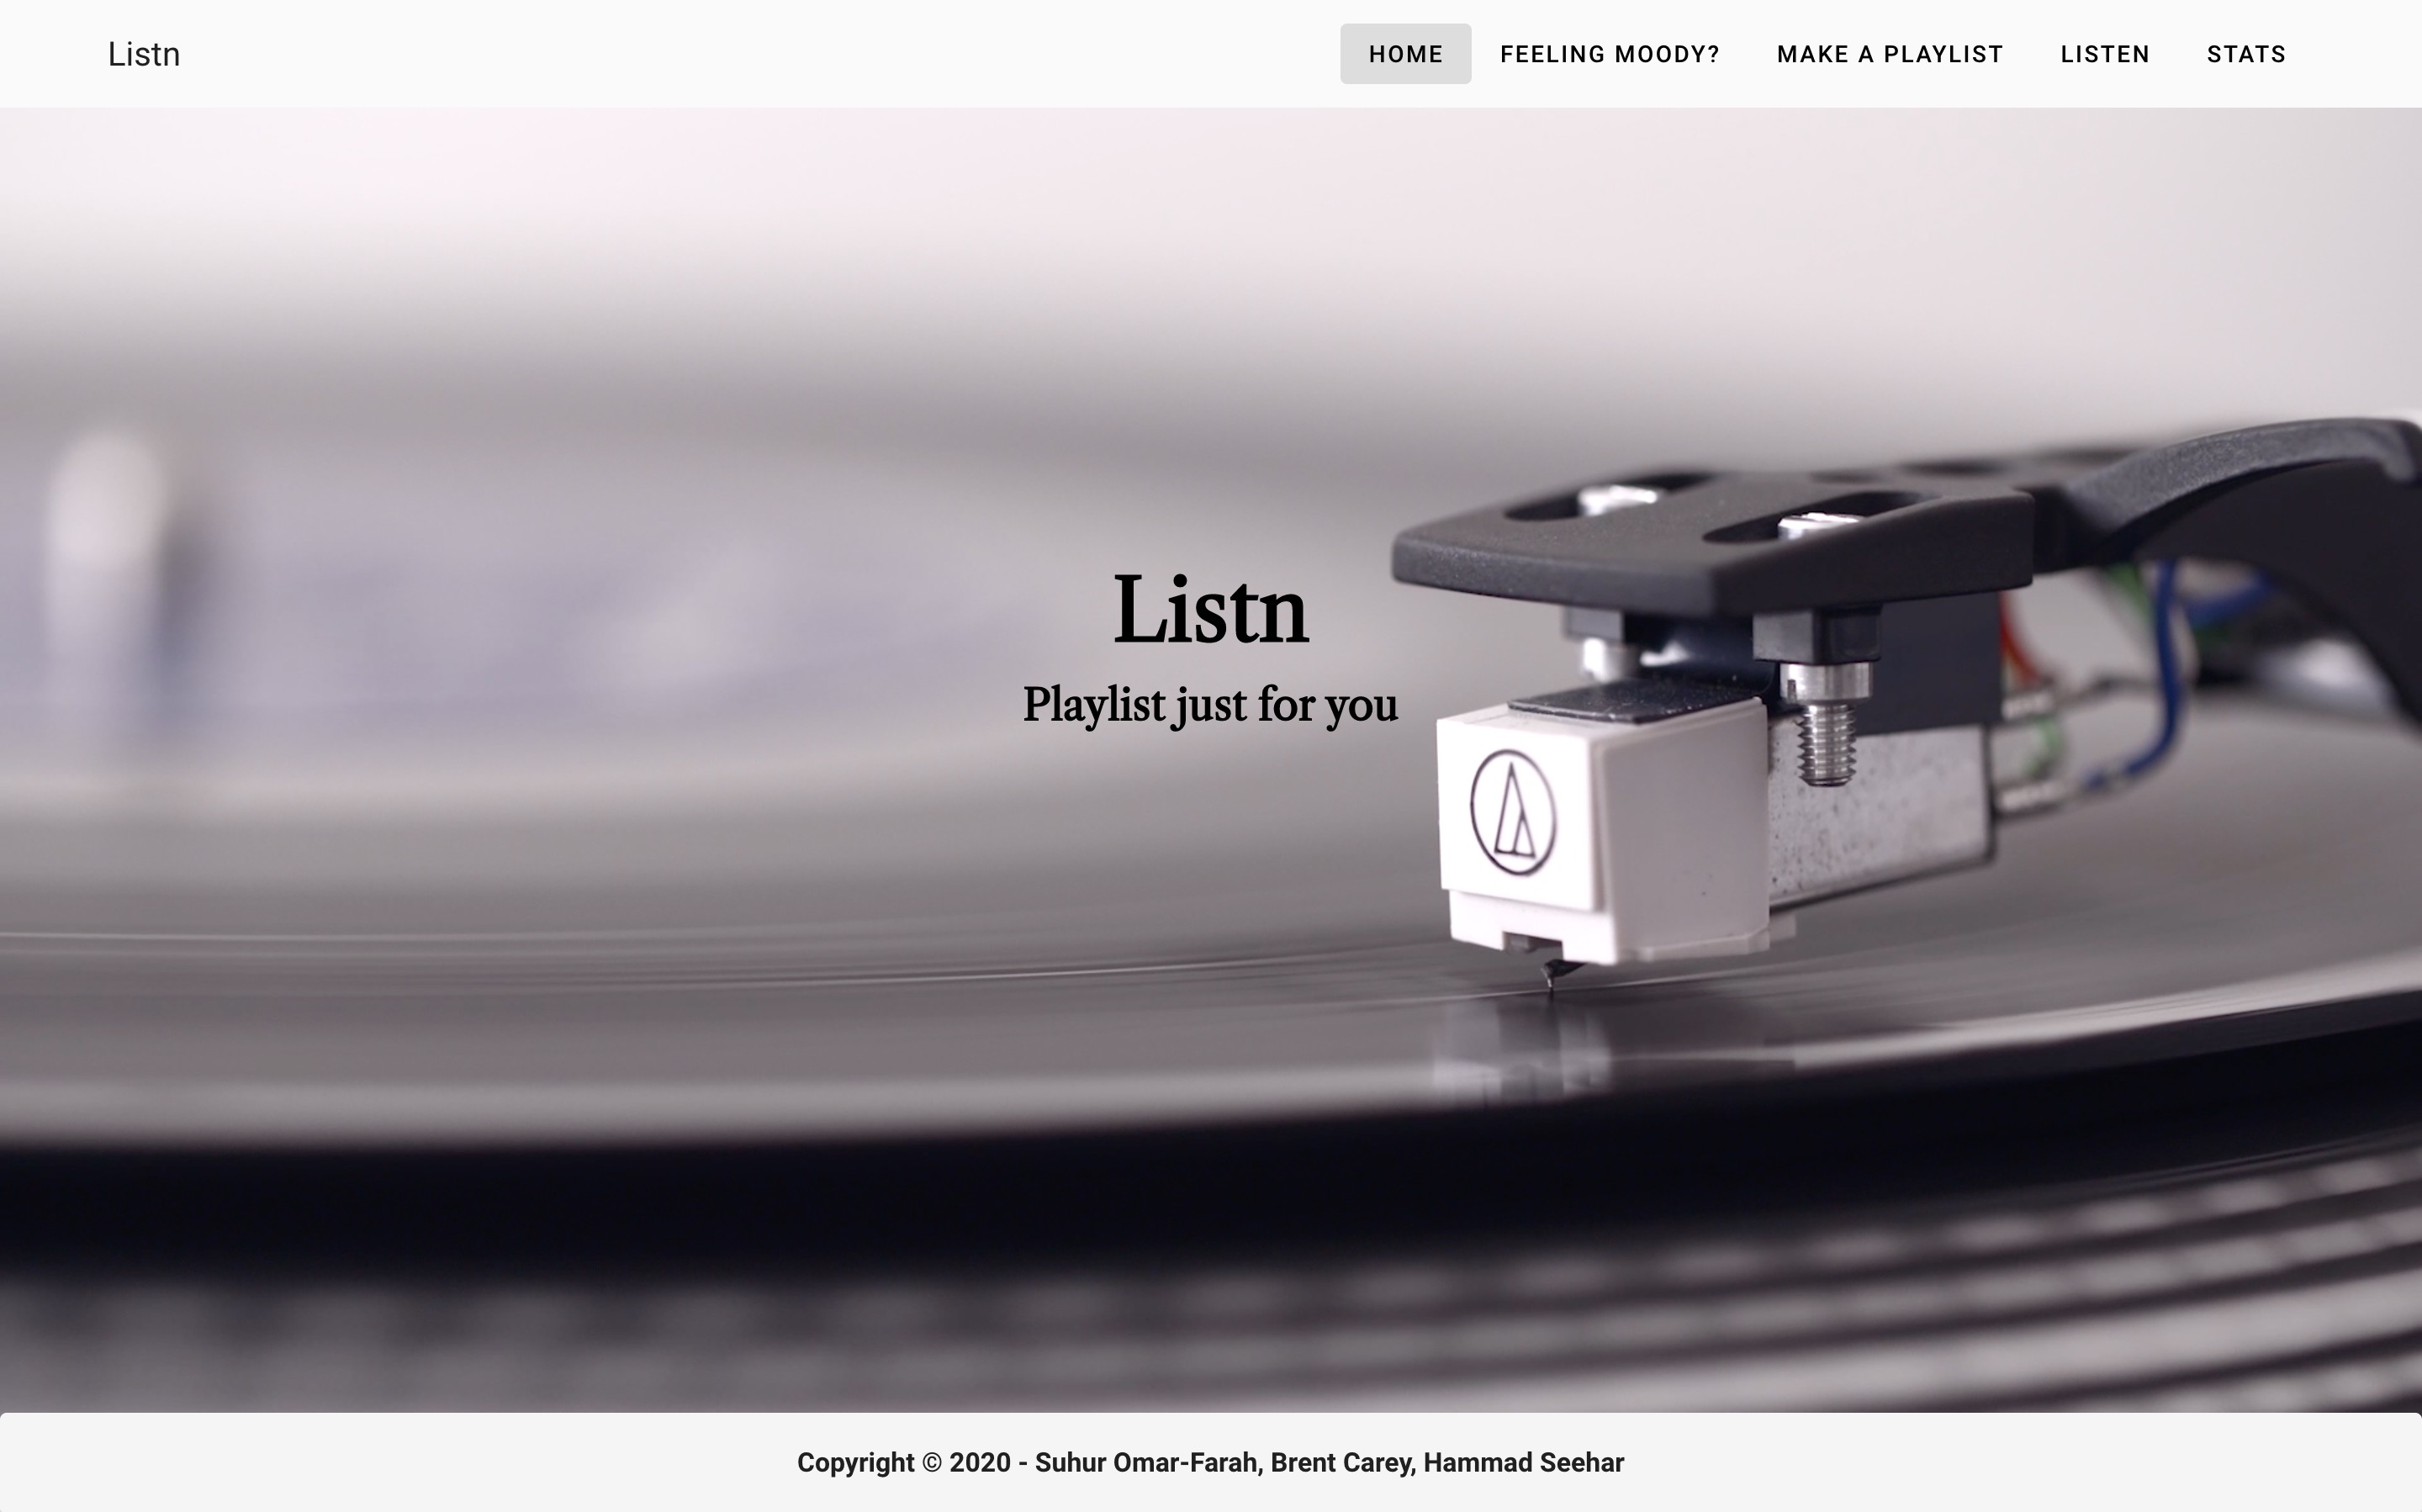 Listn
HOME FEELING MOODY? MAKE A PLAYLIST LISTEN STATS
Listn
Playlist just for you
Copyright © 2020 - Suhur Omar-Farah, Brent Carey, Hammad Seehar